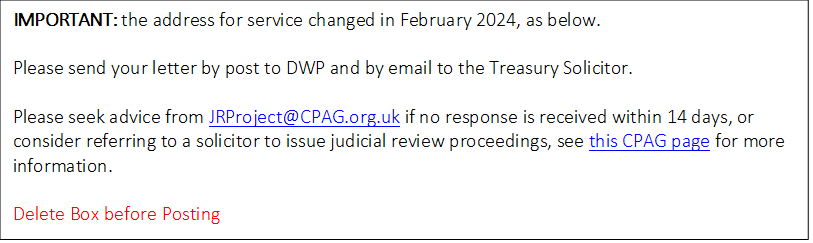 IMPORTANT: the address for service changed in February 2024, as below.
Please send your letter by post to DWP and by email to the Treasury Solicitor.
Please seek advice from JRProject@CPAG.org.uk if no response is received within 14 days, or
consider referring to a solicitor to issue judicial review proceedings, see this CPAG page for more
information.
Delete Box before Posting